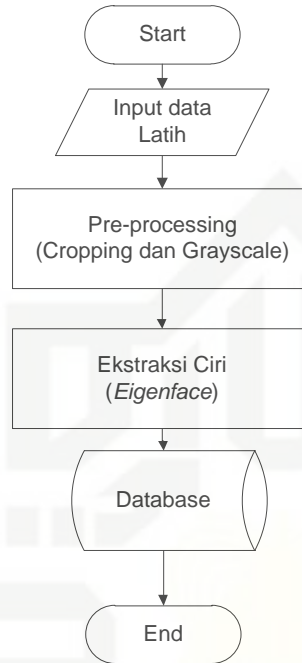 Start
Input data
Latih
Pre-processing
(Cropping dan Grayscale)
Ekstraksi Ciri
(Eigenface)
Database
End